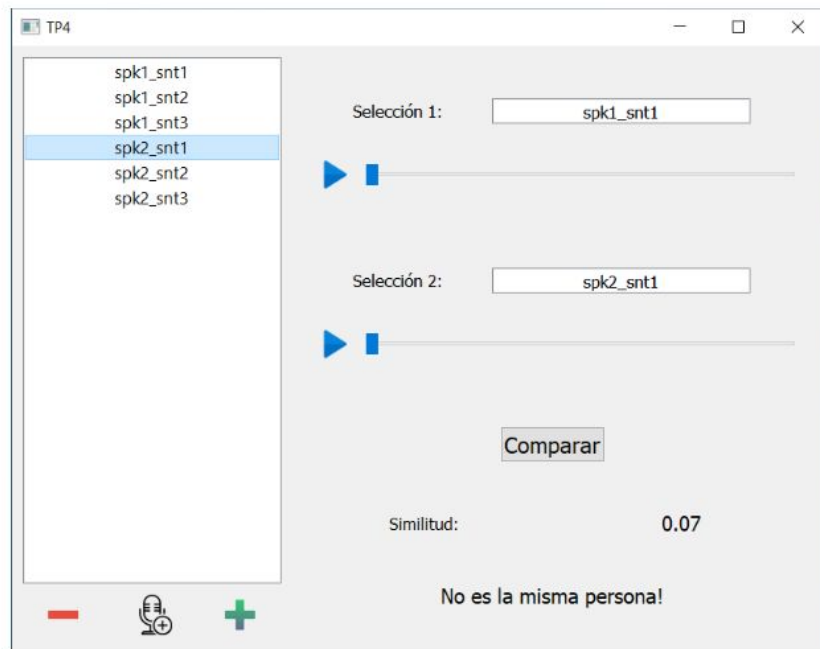 TP4
spk1_snt1
spk1_snt2
spk1_snt3
spk2_snt1
spk2_snt2
spk2_snt3
Selección 1: spk1_snt1
Selección 2: spk2_snt1
Comparar
Similitud: 0.07
No es la misma persona!